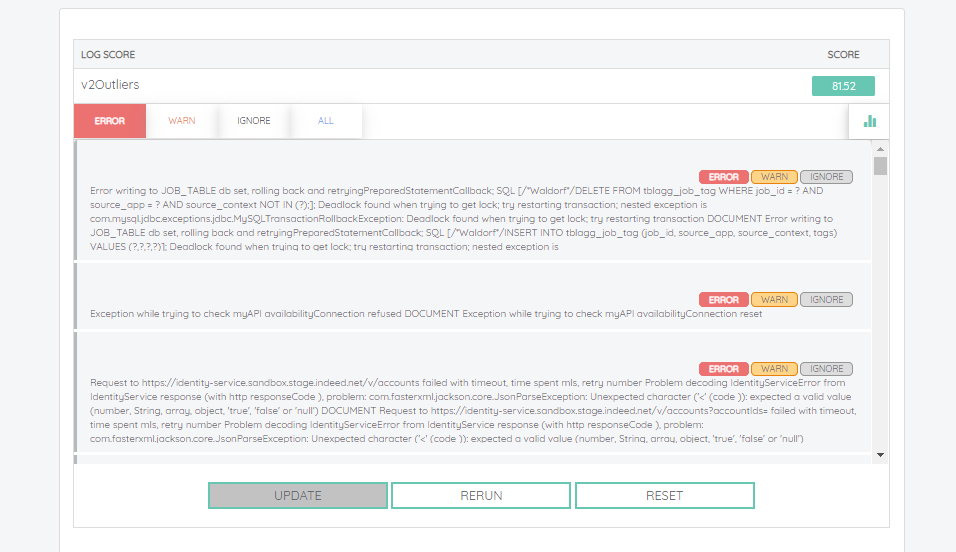 LOG SCORE SCORE
v2Outliers 81.52
ERROR WARN IGNORE ALL
ERROR WARN IGNORE
Error writing to JOB_TABLE db set, rolling back and retryingPreparedStatementCallback; SQL [/*Waldorf*/DELETE FROM tblagg_job_tag WHERE job_id = ? AND
source_app = ? AND source_context NOT IN (?);]; Deadlock found when trying to get lock; try restarting transaction; nested exception is
com.mysql.jdbc.exceptions.jdbc.MySQLTransactionRollbackException: Deadlock found when trying to get lock; try restarting transaction DOCUMENT Error writing to
JOB_TABLE db set, rolling back and retryingPreparedStatementCallback; SQL [/*Waldorf*/INSERT INTO tblagg_job_tag (job_id, source_app, source_context, tags)
VALUES (?,?,?,?)]; Deadlock found when trying to get lock; try restarting transaction; nested exception is
ERROR WARN IGNORE
Exception while trying to check myAPI availabilityConnection refused DOCUMENT Exception while trying to check myAPI availabilityConnection reset
ERROR WARN IGNORE
Request to https://identity-service.sandbox.stage.indeed.net/v/accounts failed with timeout, time spent mls, retry number Problem decoding IdentityServiceError from
IdentityService response (with http responseCode ), problem: com.fasterxml.jackson.core.JsonParseException: Unexpected character ('<' (code )): expected a valid value
(number, String, array, object, 'true', 'false' or 'null') DOCUMENT Request to https://identity-service.sandbox.stage.indeed.net/v/accounts?accountIds= failed with timeout,
time spent mls, retry number Problem decoding IdentityServiceError from IdentityService response (with http responseCode ), problem:
com.fasterxml.jackson.core.JsonParseException: Unexpected character ('<' (code )): expected a valid value (number, String, array, object, 'true', 'false' or 'null')
UPDATE RERUN RESET